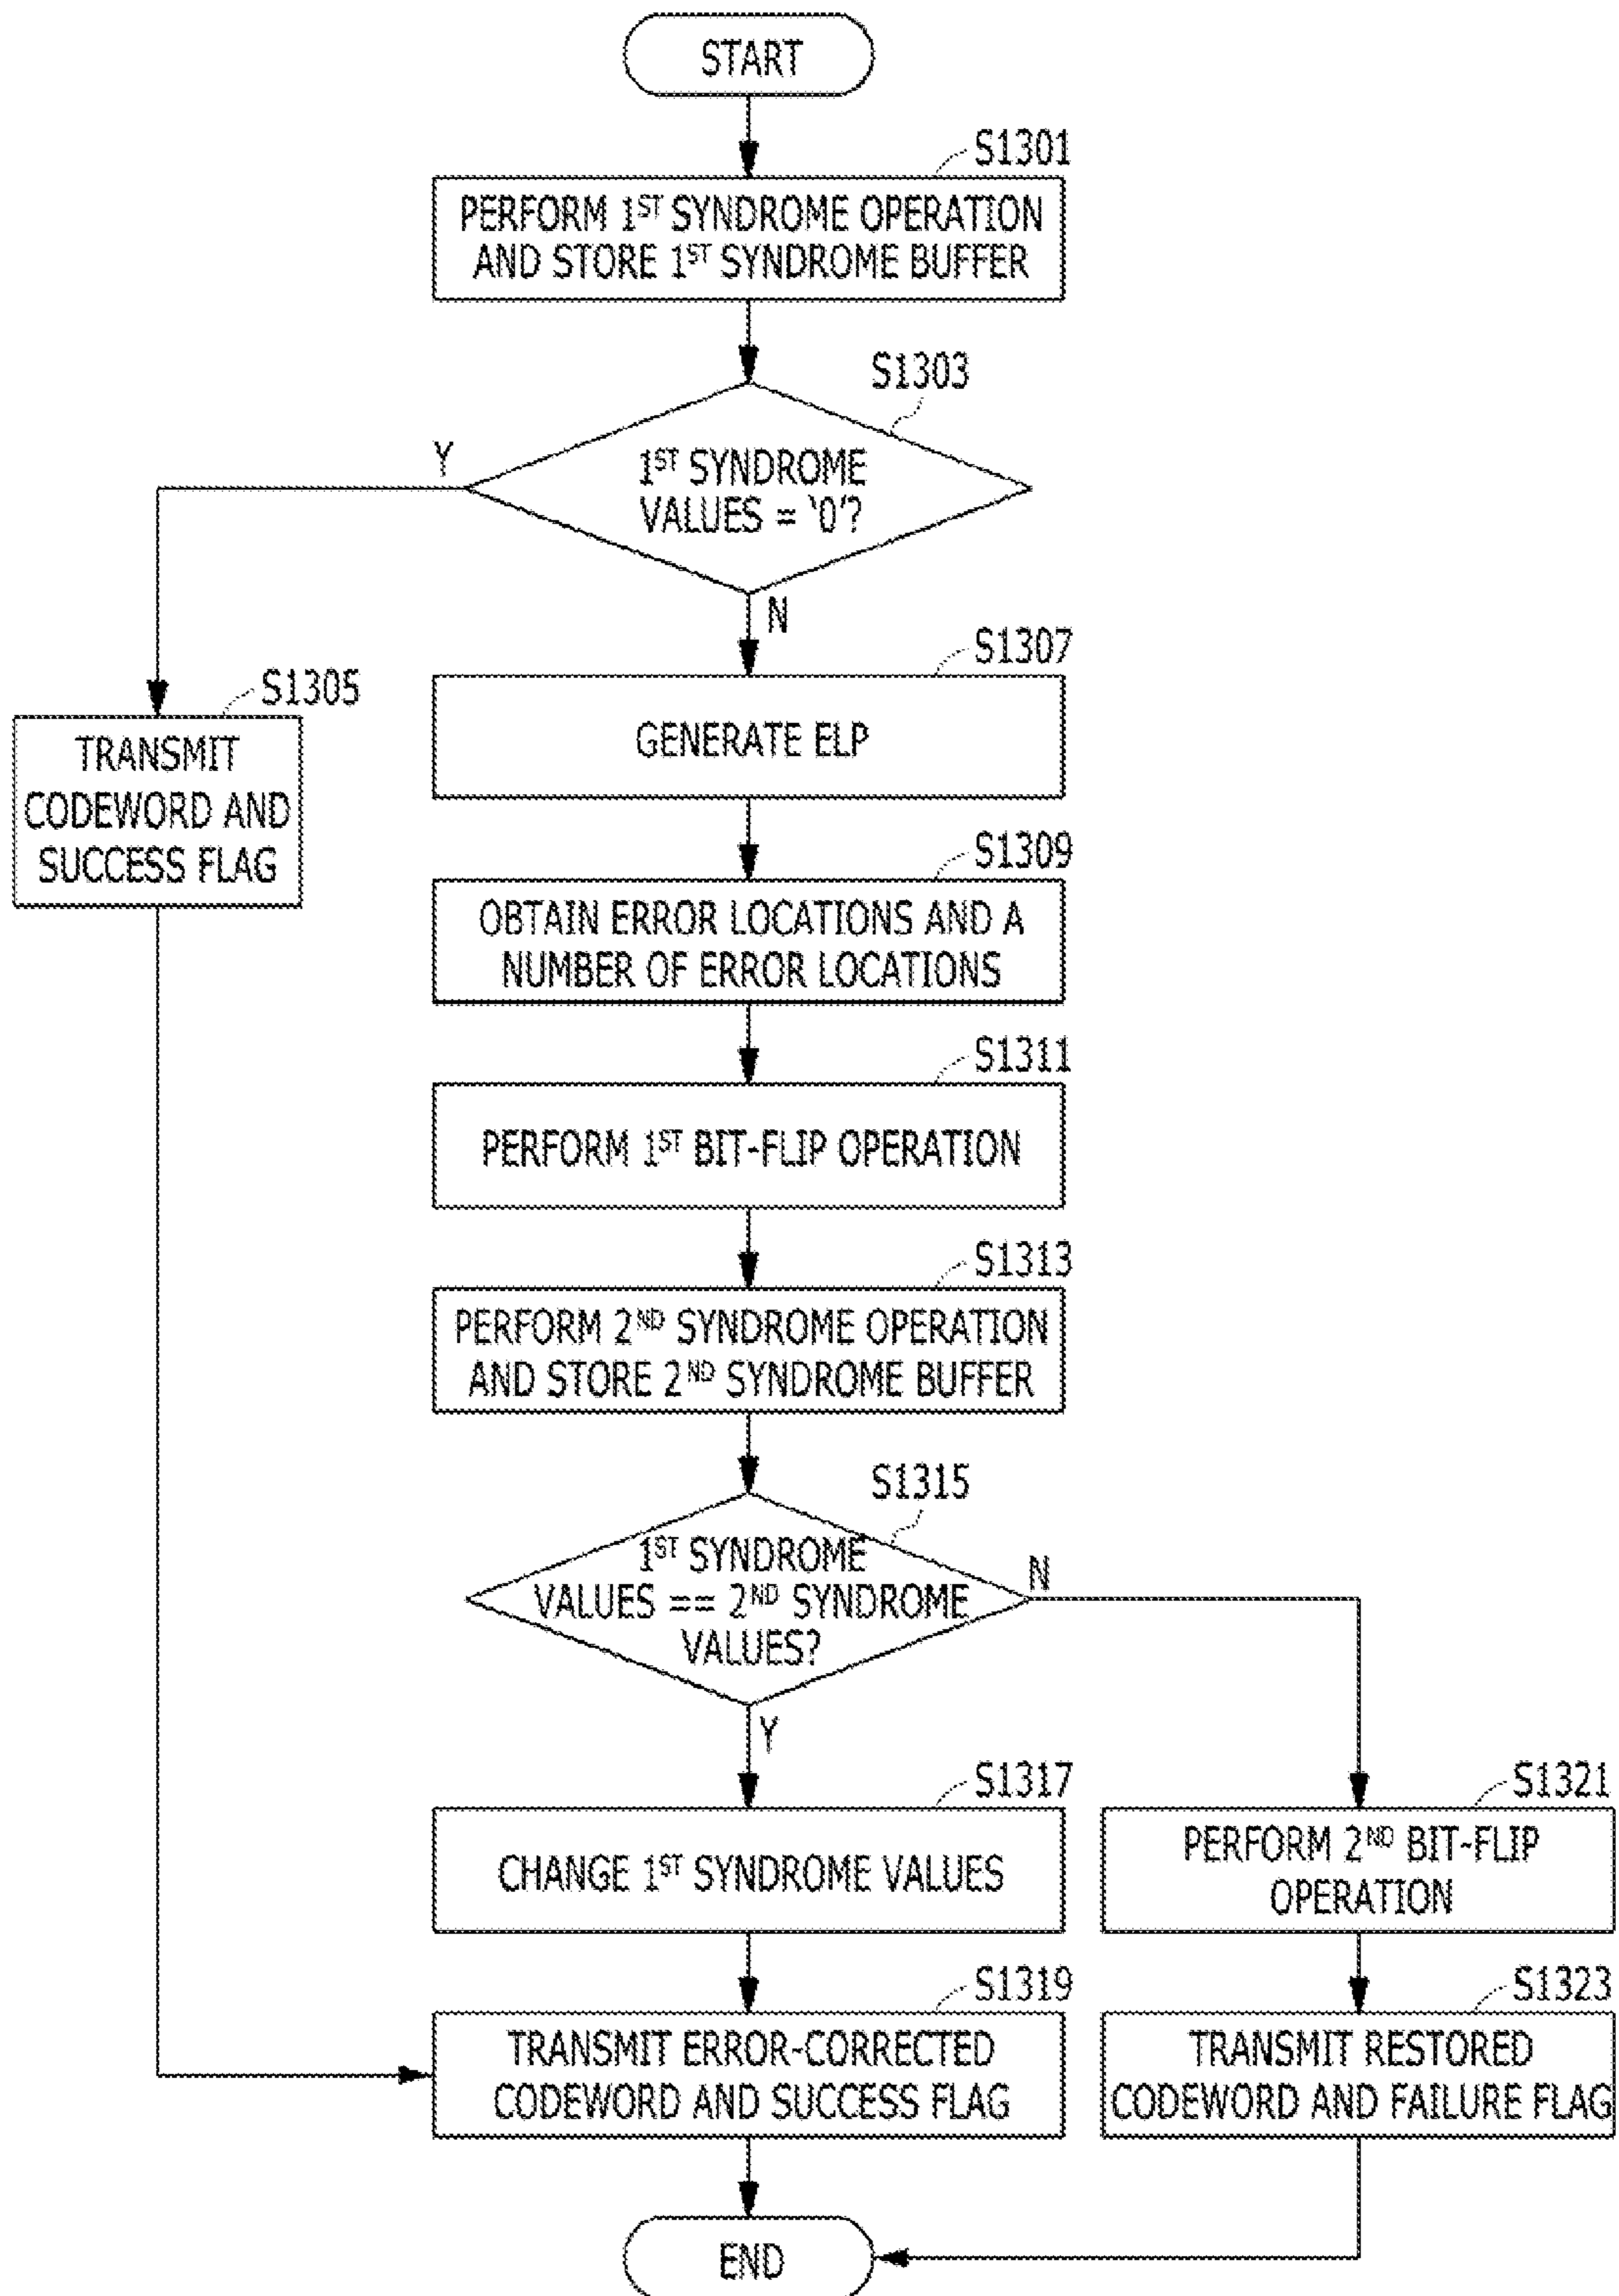 START
S1301
PERFORM 1ST SYNDROME OPERATION
AND STORE 1ST SYNDROME BUFFER
S1303
1ST SYNDROME
VALUES = '0'?
Y
N
S1305
TRANSMIT
CODEWORD AND
SUCCESS FLAG
S1307
GENERATE ELP
S1309
OBTAIN ERROR LOCATIONS AND A
NUMBER OF ERROR LOCATIONS
S1311
PERFORM 1ST BIT-FLIP OPERATION
S1313
PERFORM 2ND SYNDROME OPERATION
AND STORE 2ND SYNDROME BUFFER
S1315
1ST SYNDROME
VALUES == 2ND SYNDROME
VALUES?
N
Y
S1317
CHANGE 1ST SYNDROME VALUES
S1321
PERFORM 2ND BIT-FLIP
OPERATION
S1319
TRANSMIT ERROR-CORRECTED
CODEWORD AND SUCCESS FLAG
S1323
TRANSMIT RESTORED
CODEWORD AND FAILURE FLAG
END